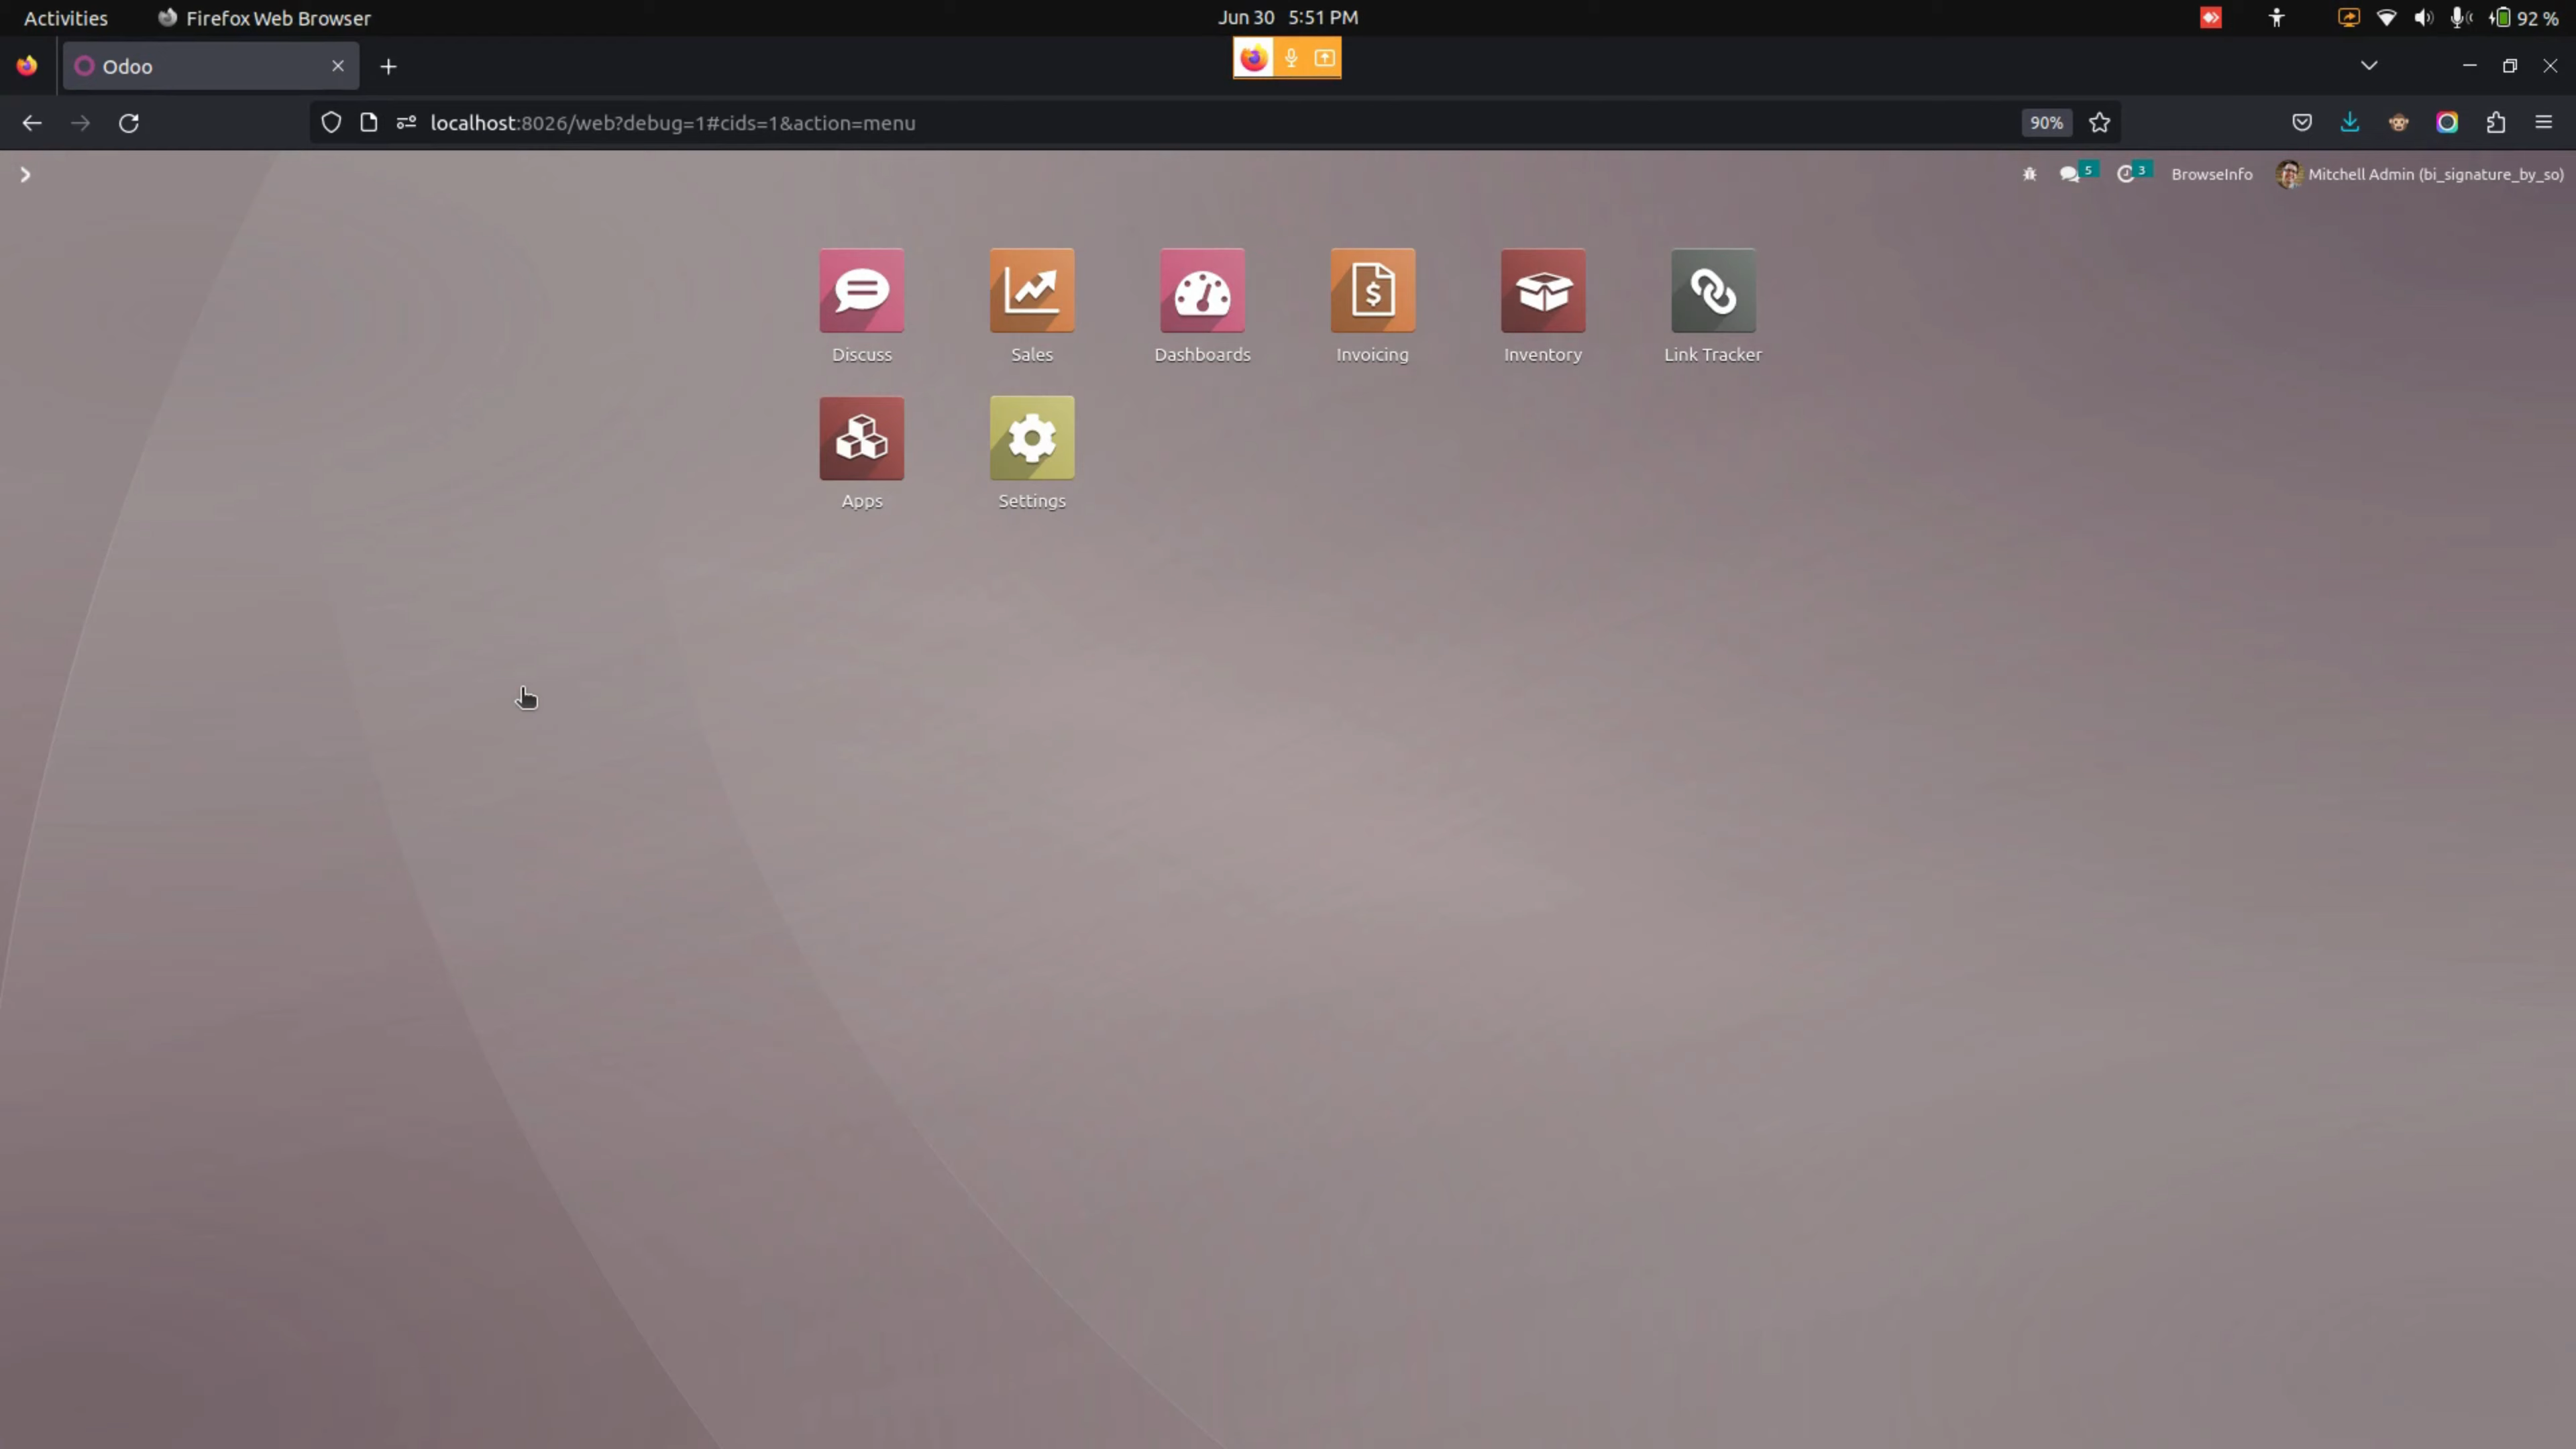 Activities Firefox Web Browser Jun 30 5:51 PM 92 %
Odoo
localhost:8026/web?debug=1#cids=1&action=menu 90%
5 3 BrowseInfo Mitchell Admin (bi_signature_by_so)
Discuss Sales Dashboards Invoicing Inventory Link Tracker
Apps Settings